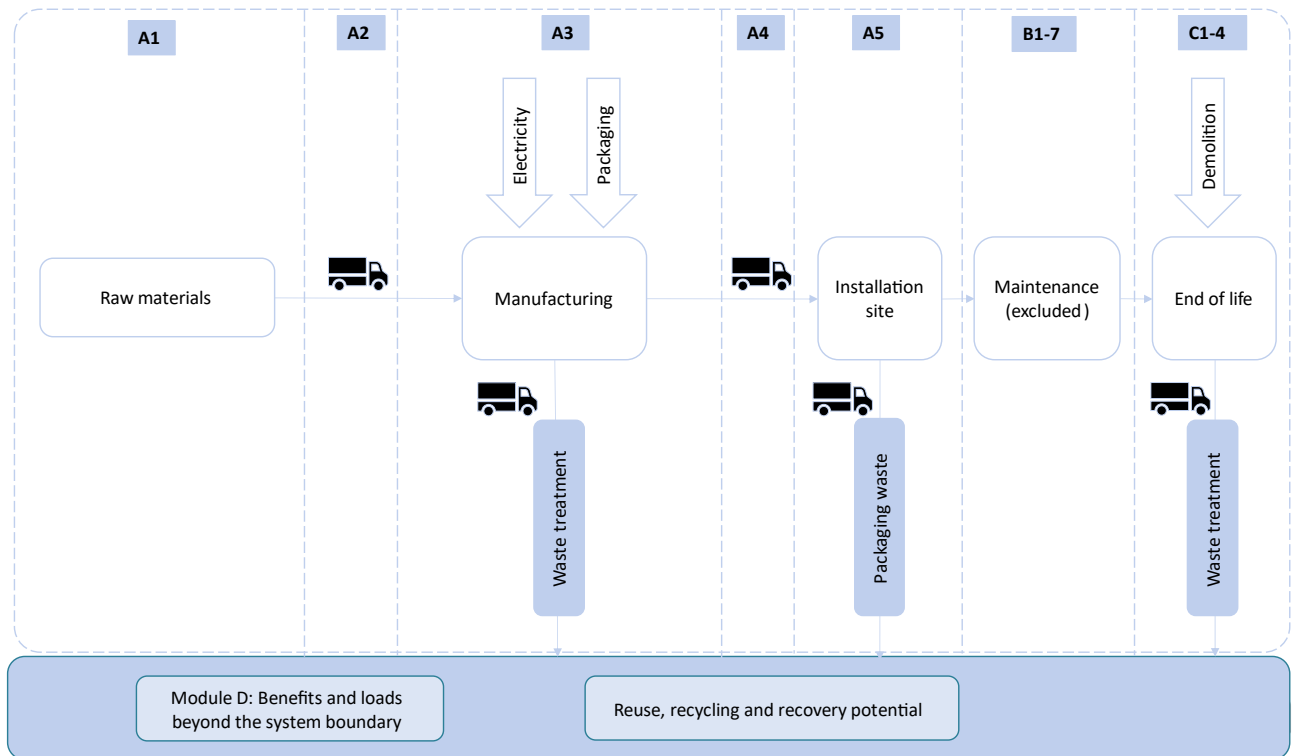 A1
A2
A3
A4
A5
B1-7
C1-4
Electricity
Packaging
Demolition
Raw materials
Manufacturing
Installation
site
Maintenance
(excluded)
End of life
Waste treatment
Packaging waste
Waste treatment
Module D: Benefits and loads
beyond the system boundary
Reuse, recycling and recovery potential